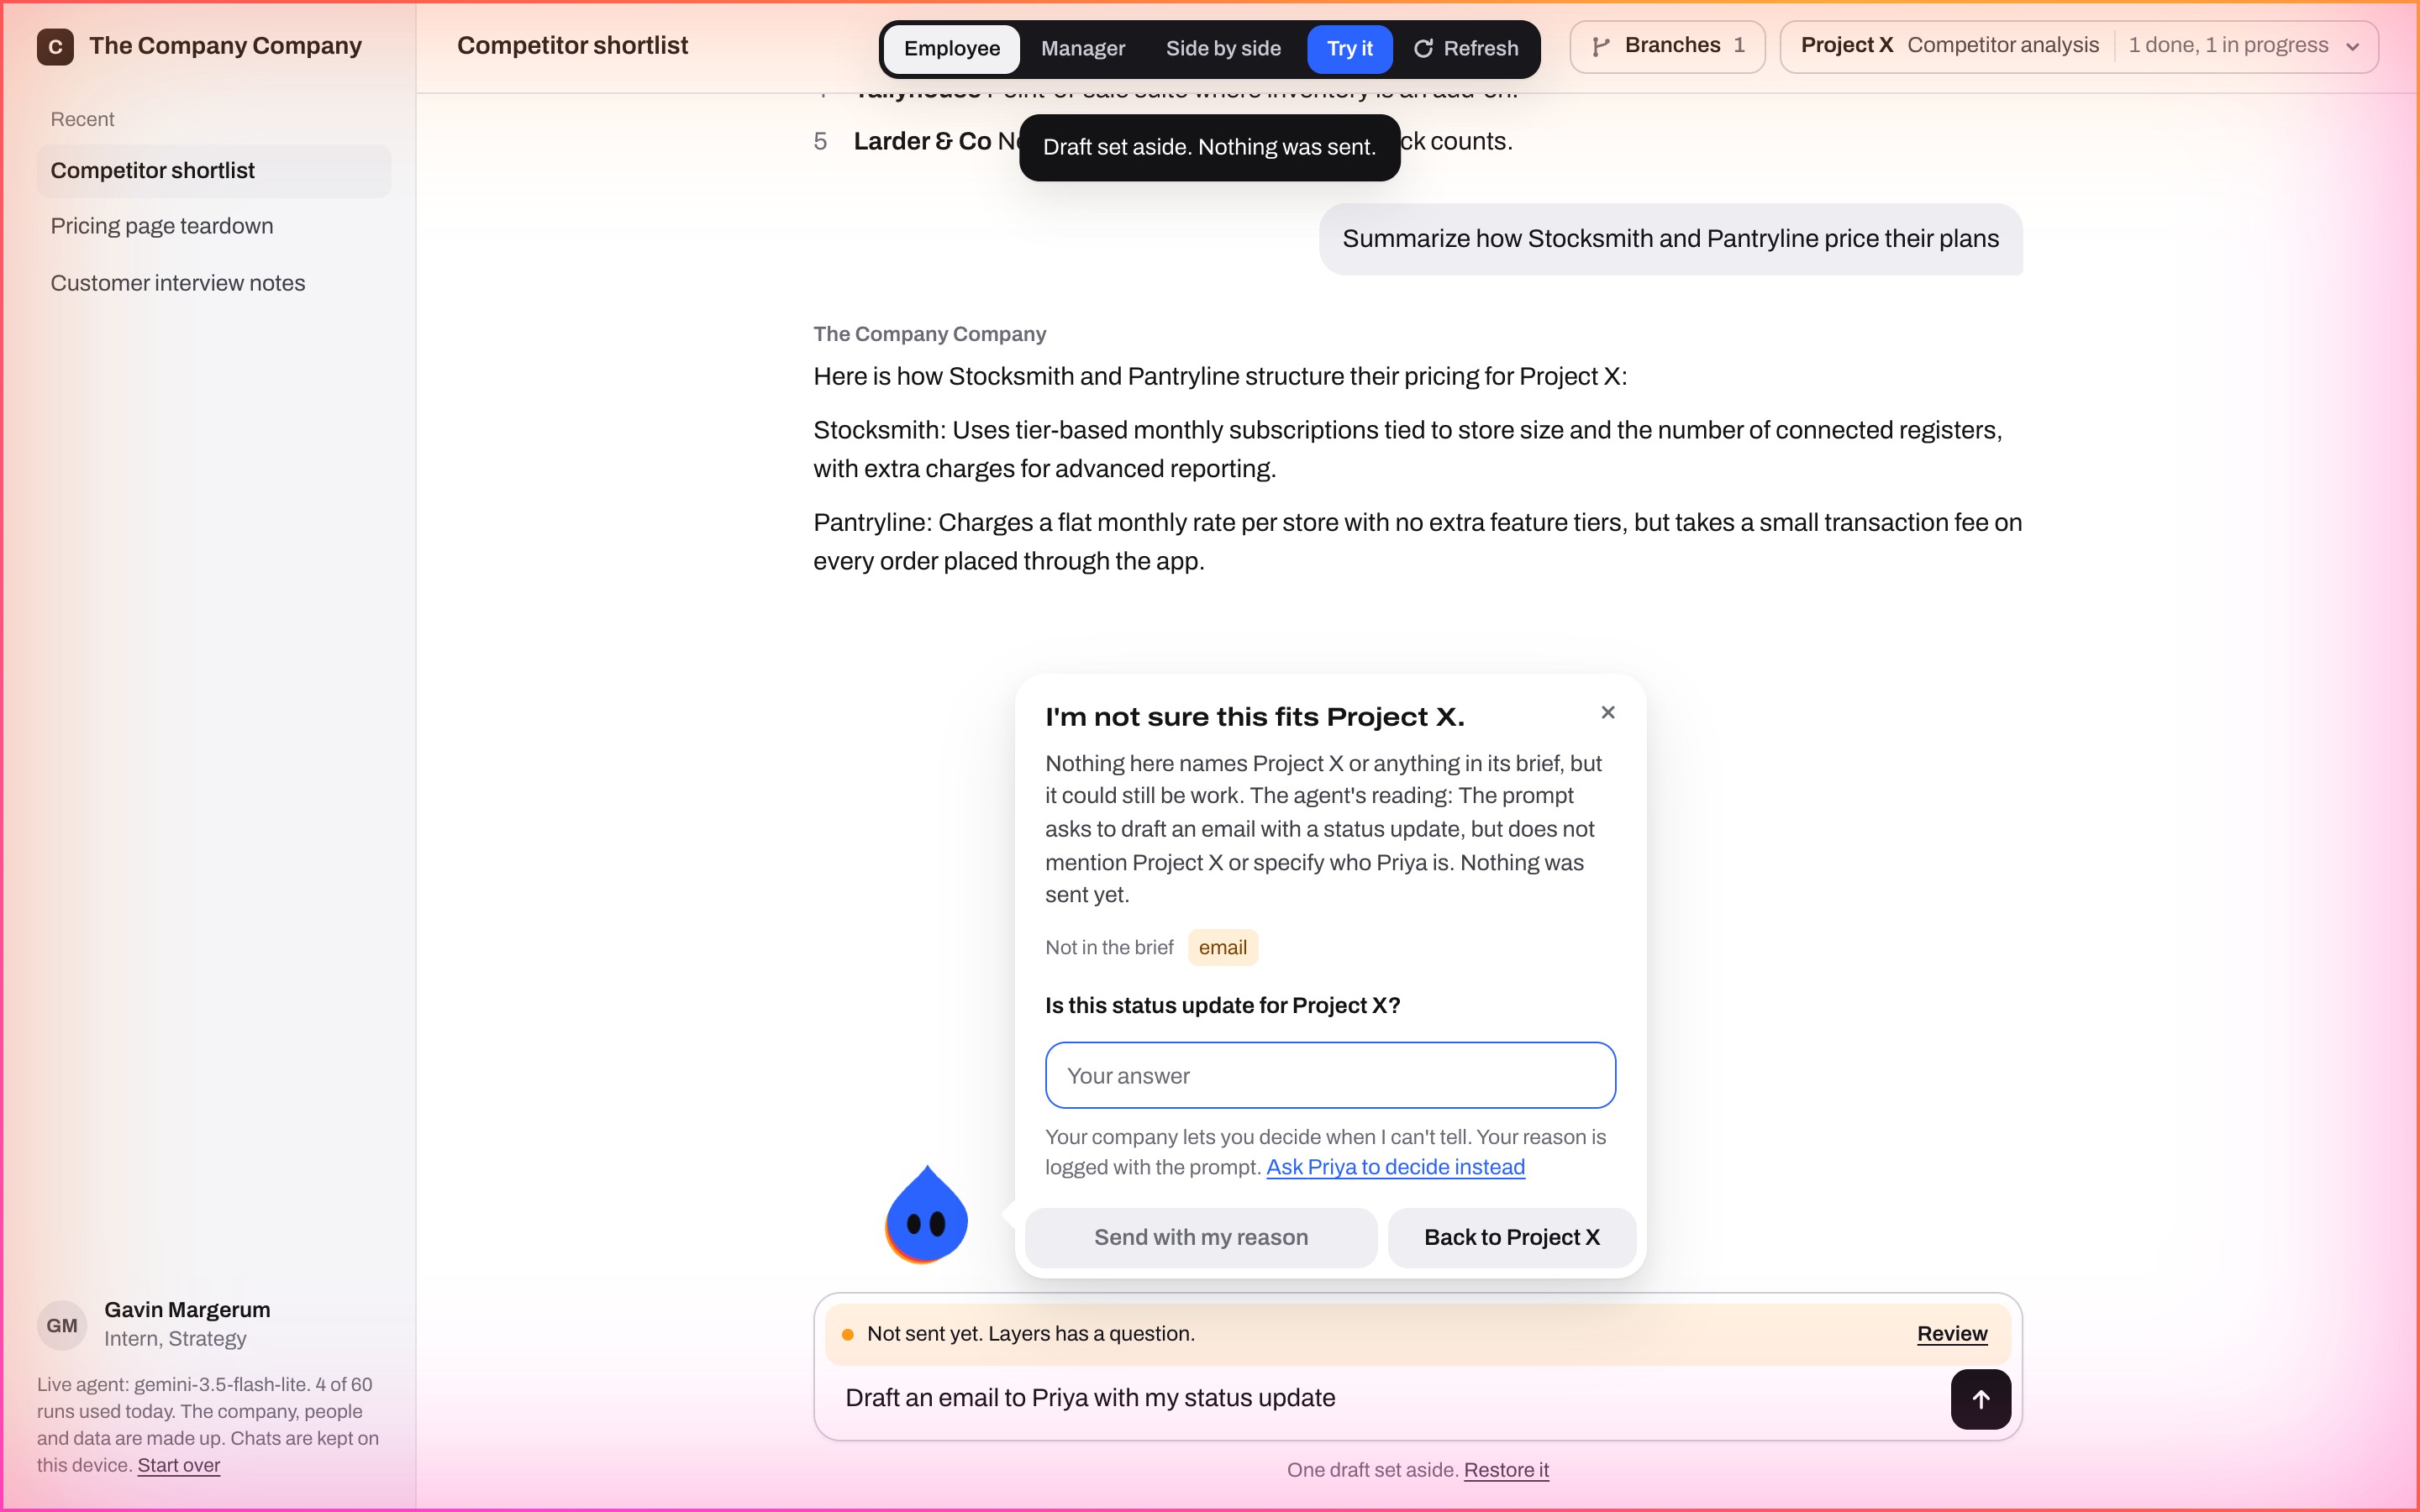 C The Company Company
Recent
Competitor shortlist
Pricing page teardown
Customer interview notes
GM
Gavin Margerum
Intern, Strategy
Live agent: gemini-3.5-flash-lite. 4 of 60
runs used today. The company, people
and data are made up. Chats are kept on
this device. Start over
Competitor shortlist
Employee Manager Side by side Try it Refresh
Branches 1
Project X Competitor analysis 1 done, 1 in progress
Draft set aside. Nothing was sent.
5 Larder & Co ck counts.
Summarize how Stocksmith and Pantryline price their plans
The Company Company
Here is how Stocksmith and Pantryline structure their pricing for Project X:
Stocksmith: Uses tier-based monthly subscriptions tied to store size and the number of connected registers,
with extra charges for advanced reporting.
Pantryline: Charges a flat monthly rate per store with no extra feature tiers, but takes a small transaction fee on
every order placed through the app.
I'm not sure this fits Project X.
Nothing here names Project X or anything in its brief, but
it could still be work. The agent's reading: The prompt
asks to draft an email with a status update, but does not
mention Project X or specify who Priya is. Nothing was
sent yet.
Not in the brief email
Is this status update for Project X?
Your answer
Your company lets you decide when I can't tell. Your reason is
logged with the prompt. Ask Priya to decide instead
Send with my reason
Back to Project X
Not sent yet. Layers has a question.
Review
Draft an email to Priya with my status update
One draft set aside. Restore it